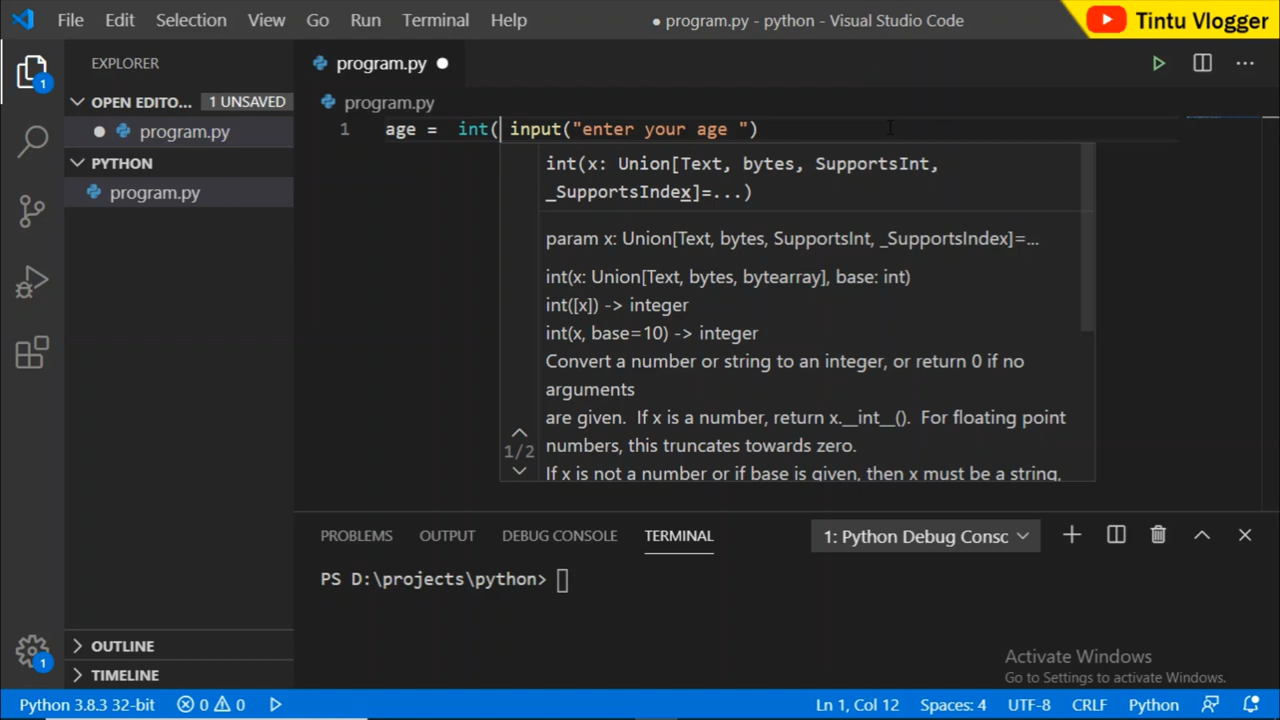 File Edit Selection View Go Run Terminal Help
● program.py - python - Visual Studio Code
Tintu Vlogger
EXPLORER
OPEN EDITO... 1 UNSAVED
● program.py
PYTHON
program.py
OUTLINE
TIMELINE
program.py ●
program.py
1 age =  int( input("enter your age ")
int(x: Union[Text, bytes, SupportsInt,
_SupportsIndex]=...)
param x: Union[Text, bytes, SupportsInt, _SupportsIndex]=...
int(x: Union[Text, bytes, bytearray], base: int)
int([x]) -> integer
int(x, base=10) -> integer
Convert a number or string to an integer, or return 0 if no
arguments
are given.  If x is a number, return x.__int__().  For floating point
numbers, this truncates towards zero.
If x is not a number or if base is given, then x must be a string,
1/2
PROBLEMS OUTPUT DEBUG CONSOLE TERMINAL
1: Python Debug Consc
PS D:\projects\python>
Activate Windows
Go to Settings to activate Windows.
1
1
Python 3.8.3 32-bit 0 0 Ln 1, Col 12 Spaces: 4 UTF-8 CRLF Python